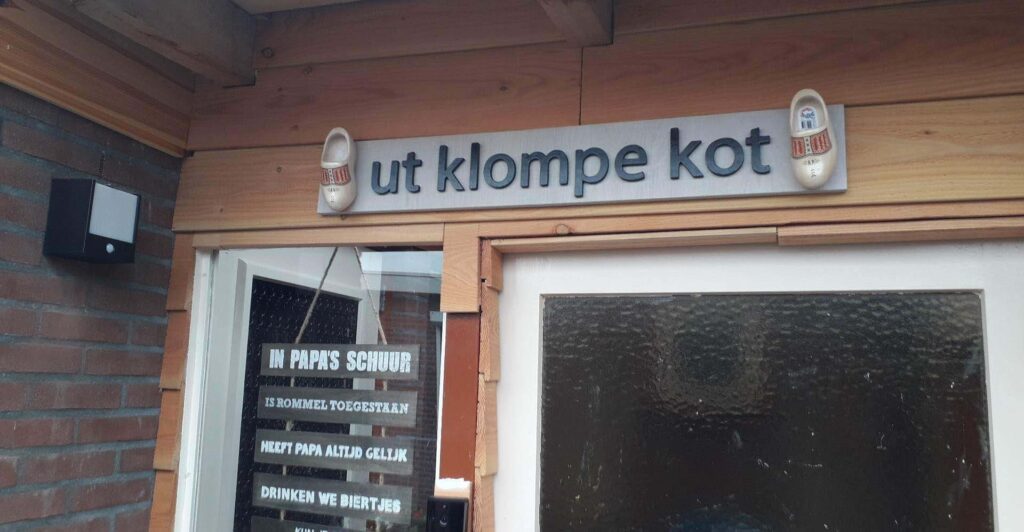 ut klompe kot
IN PAPA'S SCHUUR
IS ROMMEL TOEGESTAAN
HEEFT PAPA ALTIJD GELIJK
DRINKEN WE BIERTJES